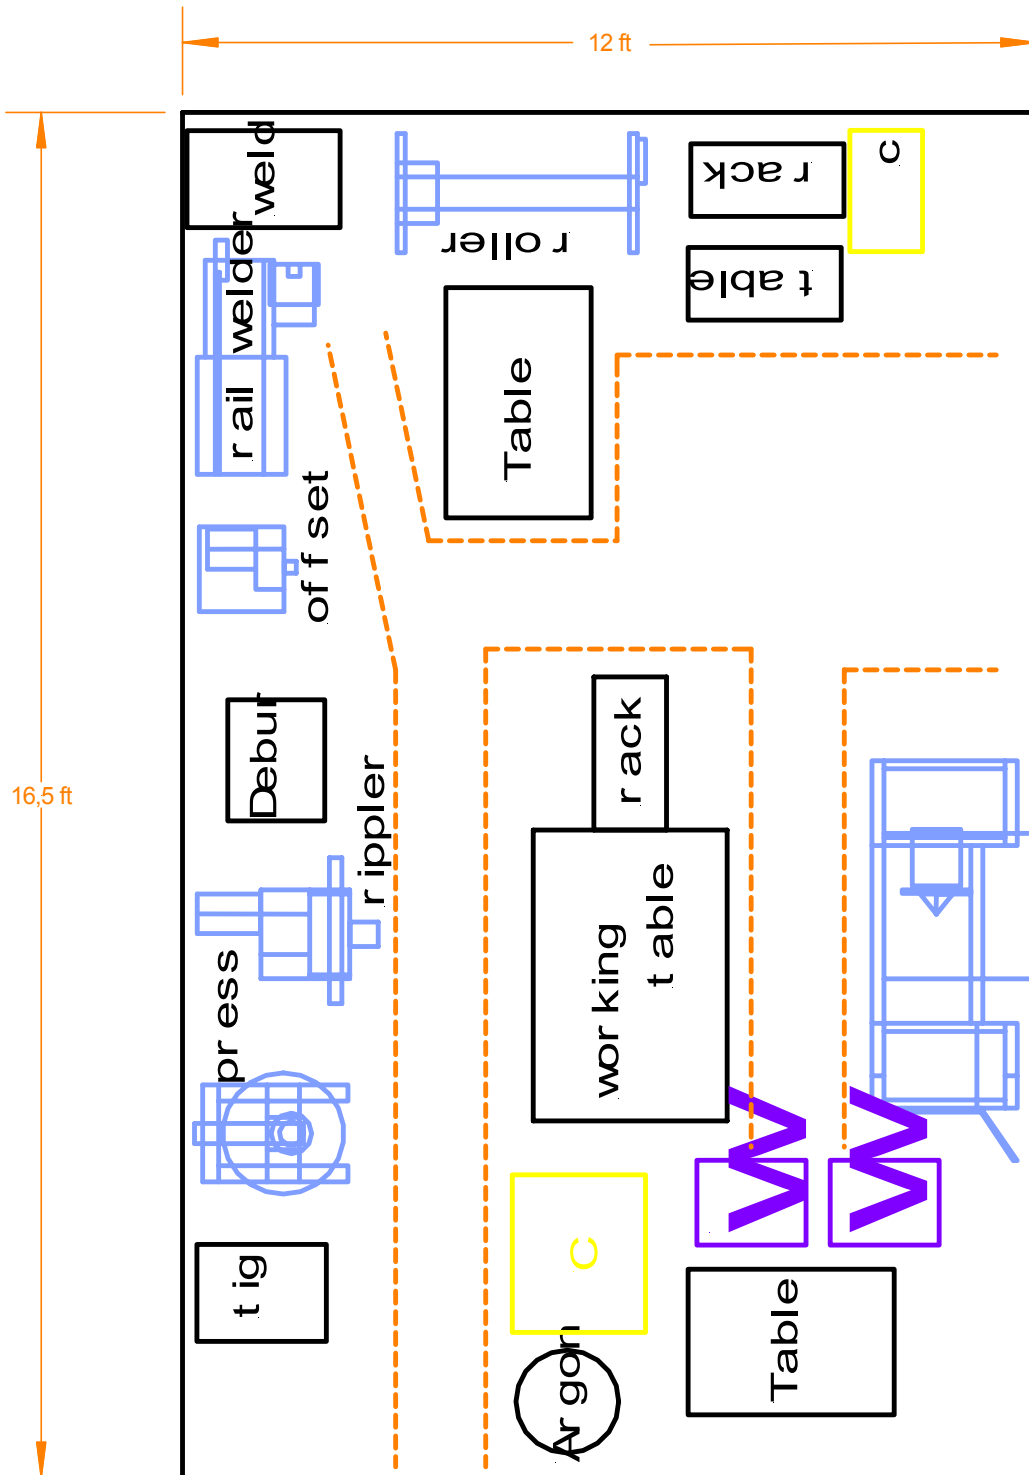 12 ft
weld
rack
c
roller
table
rail welder
Table
offset
16,5 ft
Debur
rippler
rack
working
table
press
W
W
c
tig
Argon
Table